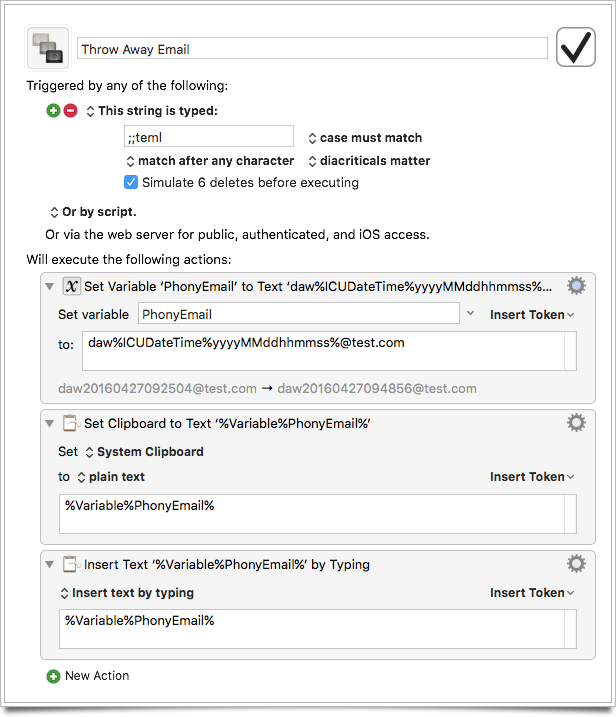 Throw Away Email
Triggered by any of the following:
This string is typed:
;;teml
case must match
match after any character
diacriticals matter
Simulate 6 deletes before executing
Or by script.
Or via the web server for public, authenticated, and iOS access.
Will execute the following actions:
Set Variable ‘PhonyEmail’ to Text ‘daw%ICUDateTime%yyyyMMddhhmmss%...
Set variable PhonyEmail Insert Token
to: daw%ICUDateTime%yyyyMMddhhmmss%@test.com
daw20160427092504@test.com → daw20160427094856@test.com
Set Clipboard to Text ‘%Variable%PhonyEmail%’
Set System Clipboard
to plain text Insert Token
%Variable%PhonyEmail%
Insert Text ‘%Variable%PhonyEmail%’ by Typing
Insert text by typing Insert Token
%Variable%PhonyEmail%
New Action